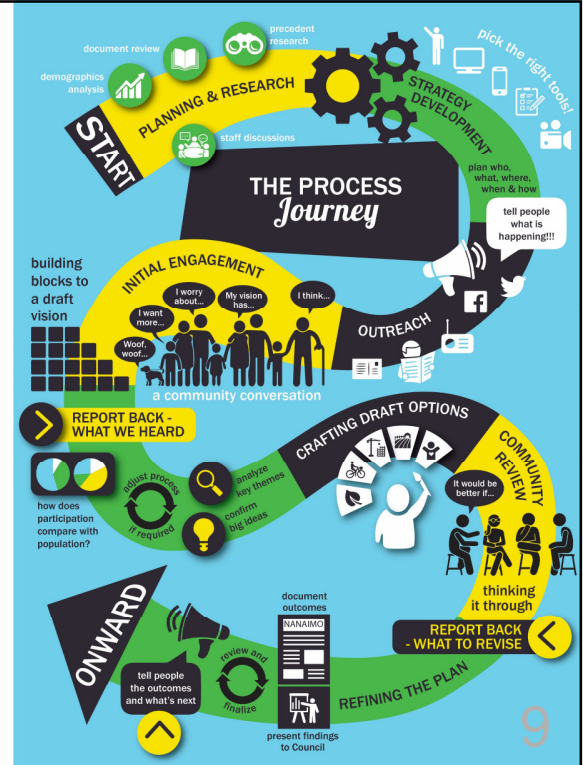 precedent
research
document review
demographics
analysis
START
PLANNING & RESEARCH
staff discussions
STRATEGY
DEVELOPMENT
pick the right tools!
plan who,
what, where,
when & how
THE PROCESS
Journey
tell people
what is
happening!!!
OUTREACH
INITIAL ENGAGEMENT
Woof,
woof...
I want
more...
I worry
about...
My vision
has...
I think...
a community conversation
building
blocks to
a draft
vision
REPORT BACK -
WHAT WE HEARD
how does
participation
compare with
population?
adjust process
if required
analyze
key themes
confirm
big ideas
CRAFTING DRAFT OPTIONS
COMMUNITY
REVIEW
It would be
better if...
thinking
it through
REPORT BACK
- WHAT TO REVISE
REFINING THE PLAN
document
outcomes
NANAIMO
present findings
to Council
review and
finalize
tell people
the outcomes
and what's next
ONWARD
9